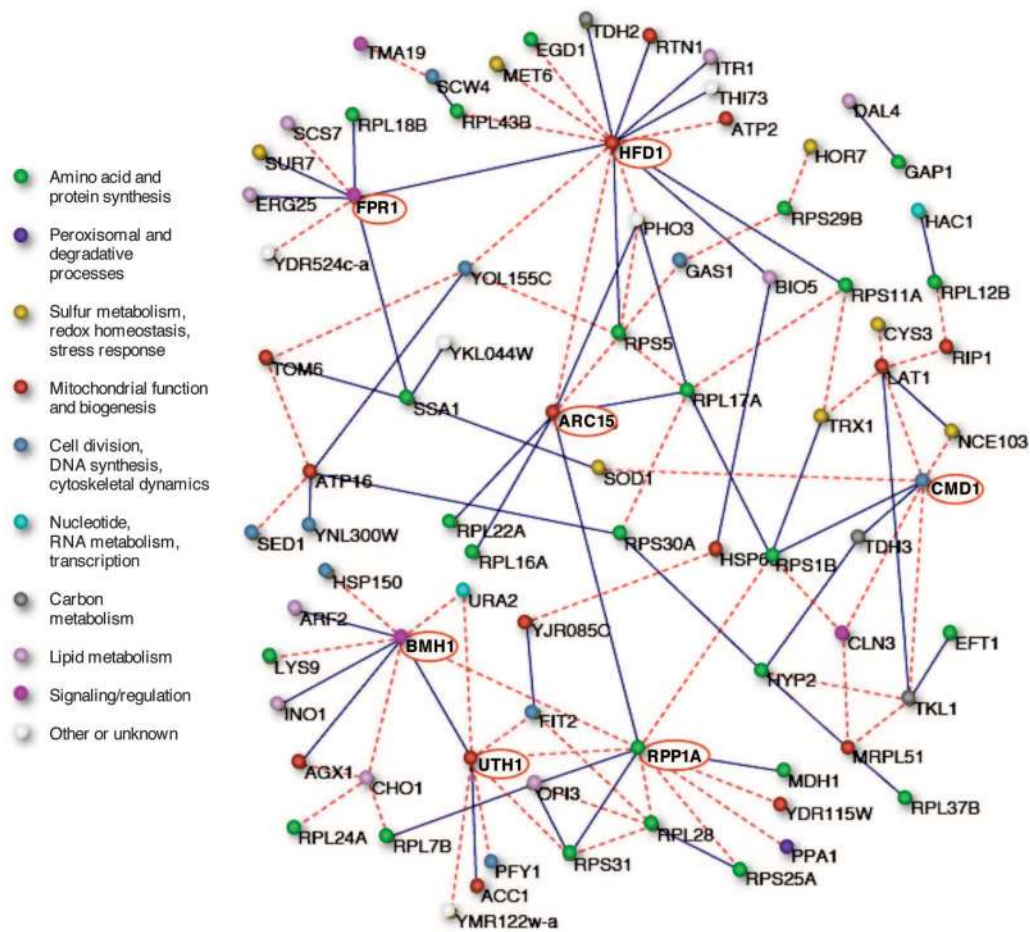 TDH2
RTN1
EGD1
TMA19
ITR1
MET6
SCW4
THI73
DAL4
RPL43B
ATP2
SCS7
RPL18B
HFD1
HOR7
SUR7
GAP1
Amino acid and
protein synthesis
ERG25
FPR1
RPS29B
HAC1
PHO3
Peroxisomal and
degradative
processes
YDR524c-a
GAS1
YOL155C
BIO5
RPS11A
RPL12B
Sulfur metabolism,
redox homeostasis,
stress response
CYS3
RPS5
YKL044W
RIP1
TOM6
LAT1
Mitochondrial function
and biogenesis
SSA1
RPL17A
ARC15
TRX1
NCE103
Cell division,
DNA synthesis,
cytoskeletal dynamics
SOD1
ATP16
CMD1
Nucleotide,
RNA metabolism,
transcription
RPL22A
SED1
YNL300W
RPS30A
TDH3
RPL16A
HSP6
RPS1B
HSP150
Carbon
metabolism
URA2
ARF2
YJR085C
BMH1
CLN3
EFT1
Lipid metabolism
LYS9
HYP2
Signaling/regulation
INO1
TKL1
FIT2
Other or unknown
UTH1
RPP1A
MRPL51
AGX1
CHO1
MDH1
OPI3
YDR115W
RPL37B
RPL24A
RPL7B
RPL28
PPA1
PFY1
RPS31
RPS25A
ACC1
YMR122w-a